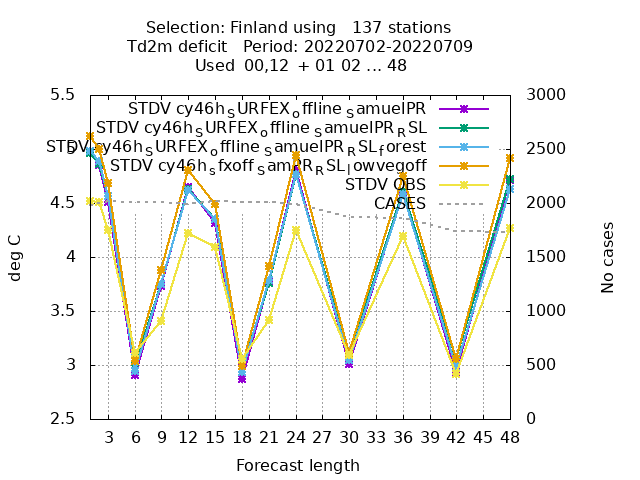 Selection: Finland using   137 stations
Td2m deficit   Period: 20220702-20220709
Used  00,12  + 01 02 ... 48
STDV cy46h_SURFEX_offline_samuelPR
STDV cy46h_SURFEX_offline_samuelPR_RSL
STDV cy46h_SURFEX_offline_samuelPR_RSL_forest
STDV cy46h_sfxoff_samPR_RSL_lowvegoff
STDV OBS
CASES
5.5
5
4.5
4
3.5
3
2.5
deg C
3000
2500
2000
1500
1000
500
0
No cases
3 6 9 12 15 18 21 24 27 30 33 36 39 42 45 48
Forecast length